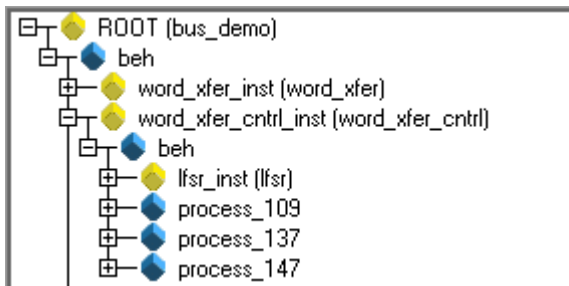 ROOT (bus_demo)
beh
word_xfer_inst (word_xfer)
word_xfer_cntrl_inst (word_xfer_cntrl)
beh
lfsr_inst (lfsr)
process_109
process_137
process_147